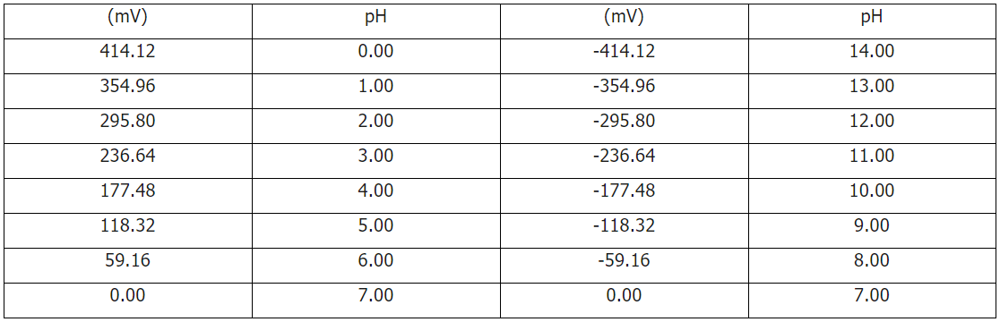 (mV) pH (mV) pH
414.12 0.00 -414.12 14.00
354.96 1.00 -354.96 13.00
295.80 2.00 -295.80 12.00
236.64 3.00 -236.64 11.00
177.48 4.00 -177.48 10.00
118.32 5.00 -118.32 9.00
59.16 6.00 -59.16 8.00
0.00 7.00 0.00 7.00